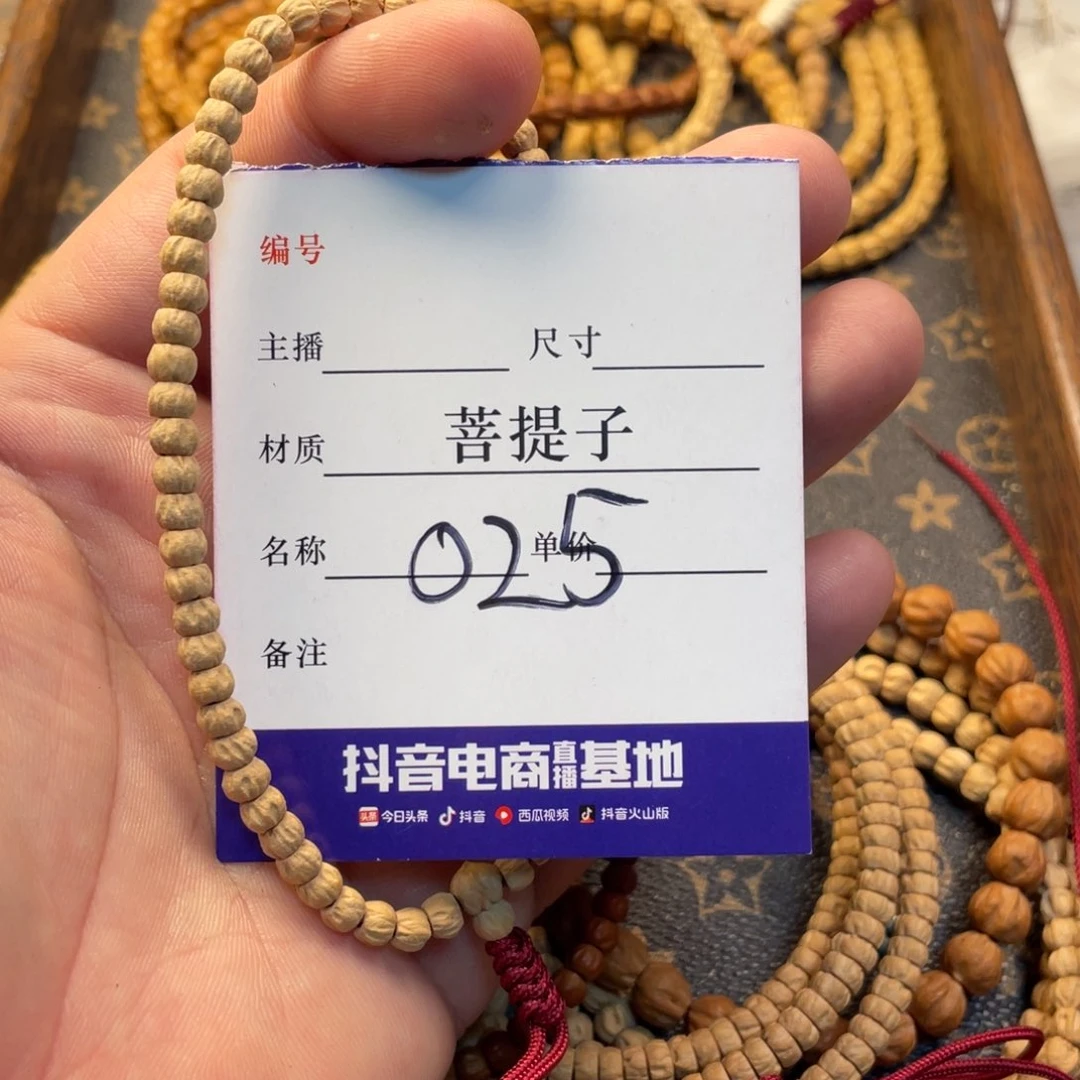 编号
主播 尺寸
材质 菩提子
名称 025 单价
备注
抖音电商直播基地
头条 今日头条 抖音 西瓜视频 抖音火山版